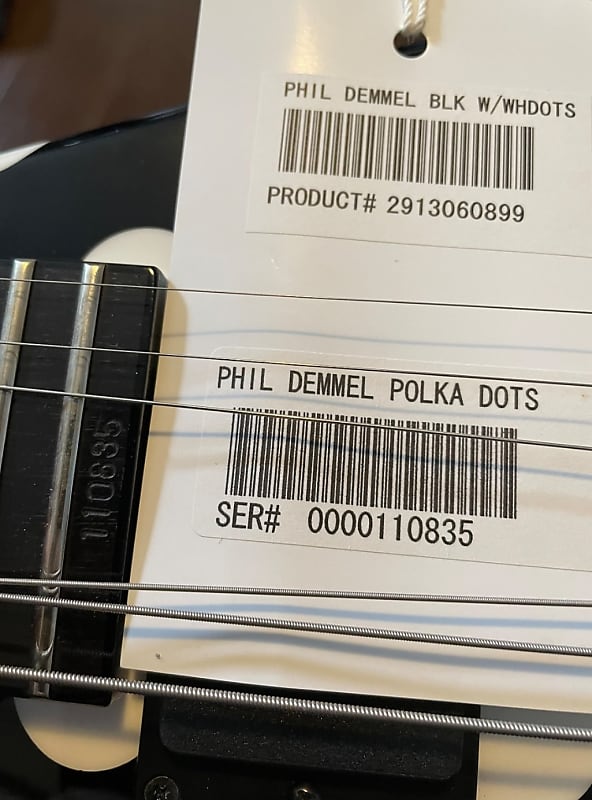 PHIL DEMMEL BLK W/WHDOTS
PRODUCT# 2913060899
PHIL DEMMEL POLKA DOTS
SER# 0000110835
110835